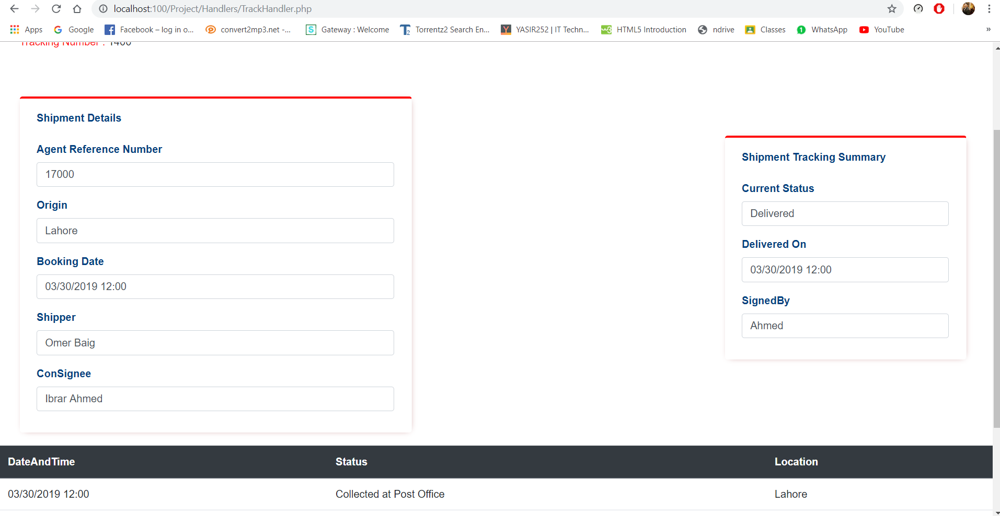 localhost:100/Project/Handlers/TrackHandler.php
Apps Google Facebook – log in o... convert2mp3.net -... Gateway : Welcome Torrentz2 Search En... YASIR252 | IT Techn... HTML5 Introduction ndrive Classes WhatsApp YouTube »
Tracking Number : 1400
Shipment Details
Agent Reference Number
17000
Origin
Lahore
Booking Date
03/30/2019 12:00
Shipper
Omer Baig
ConSignee
Ibrar Ahmed
Shipment Tracking Summary
Current Status
Delivered
Delivered On
03/30/2019 12:00
SignedBy
Ahmed
DateAndTime Status Location
03/30/2019 12:00 Collected at Post Office Lahore